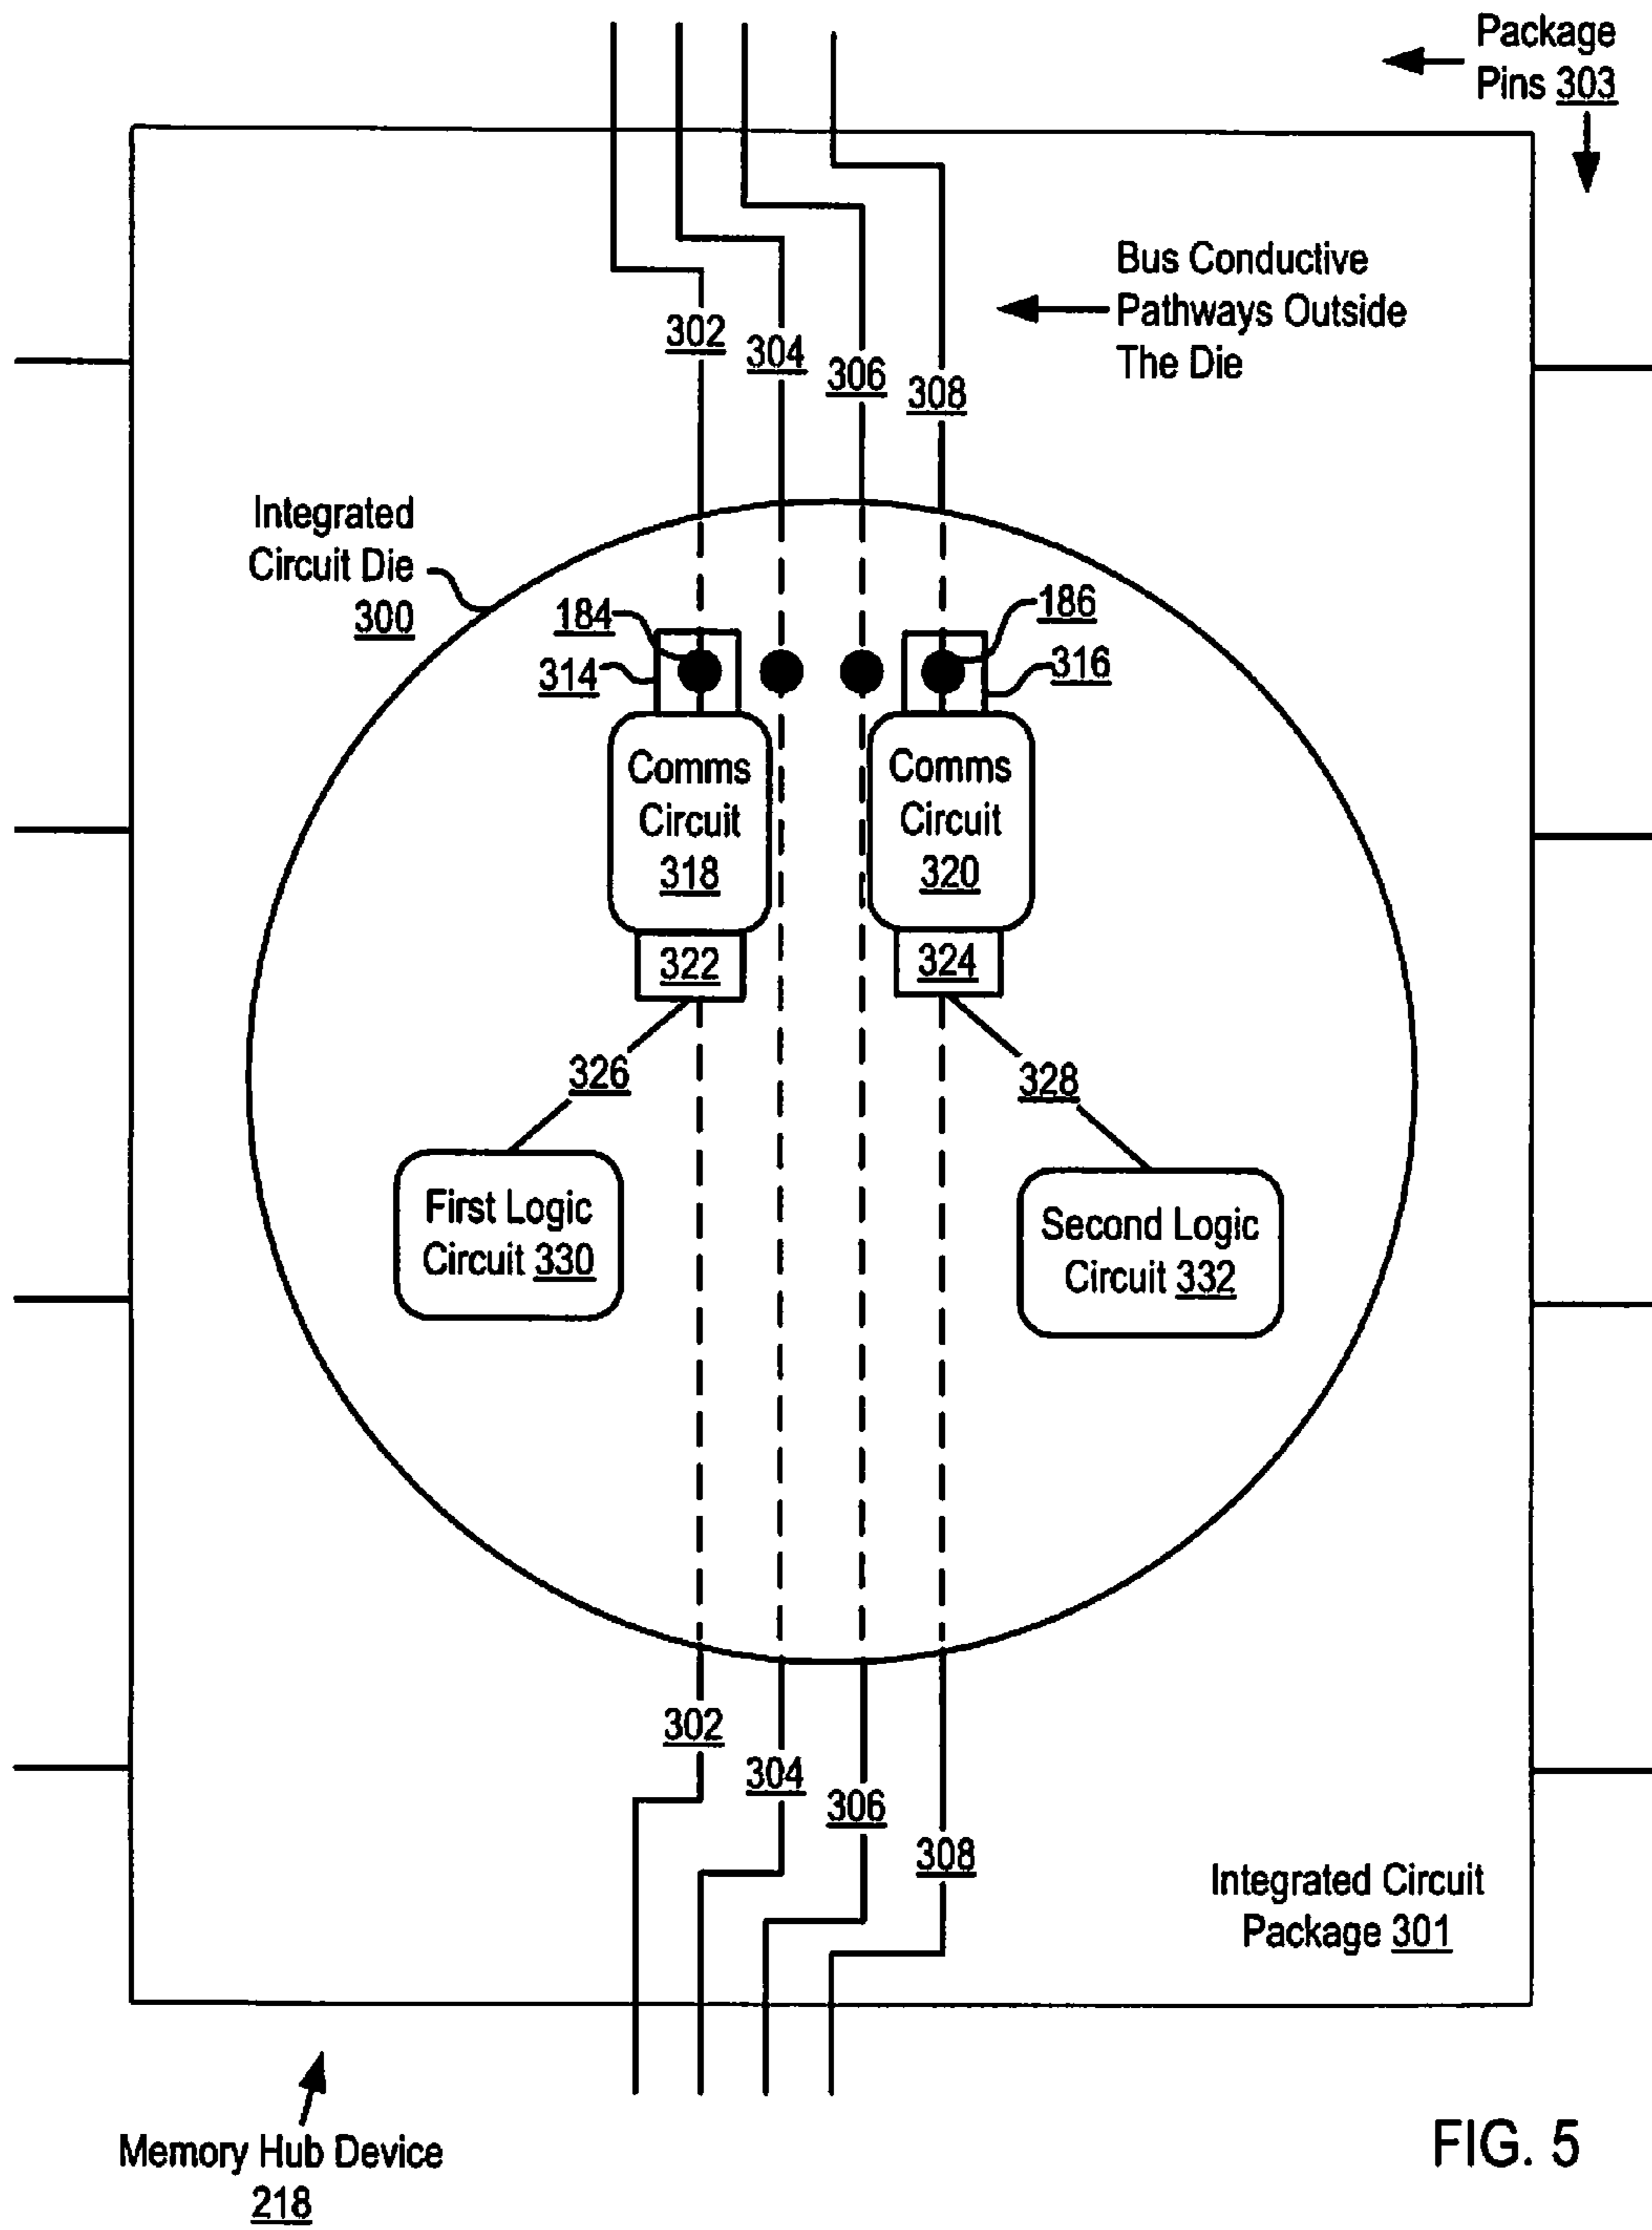 Package
Pins 303
Bus Conductive
Pathways Outside
The Die
302
304
306
308
Integrated
Circuit Die
300
184
186
314
316
Comms
Circuit
318
Comms
Circuit
320
322
324
326
328
First Logic
Circuit 330
Second Logic
Circuit 332
302
304
306
308
Integrated Circuit
Package 301
Memory Hub Device
218
FIG. 5